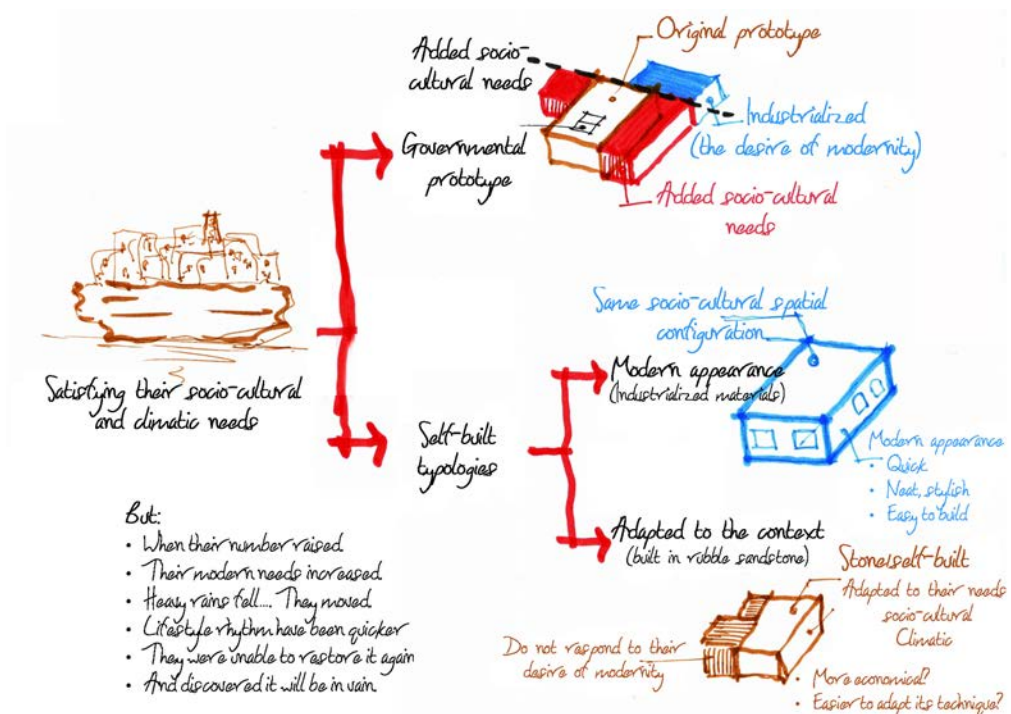 Added socio-
cultural needs
Original prototype
Industrialized
(the desire of modernity)
Governmental
prototype
Added socio-cultural
needs
Satisfying their socio-cultural
and climatic needs
Same socio-cultural spatial
configuration
Modern appearance
(Industrialized materials)
Self-built
typologies
Modern appearance
• Quick
• Neat, stylish
• Easy to build
Adapted to the context
(built in rubble sandstone)
But:
• When their number raised
• Their modern needs increased
• Heavy rains fell.... They moved
• Lifestyle rhythm have been quicker
• They were unable to restore it again
• And discovered it will be in vain
Stone/self-built
Adapted to their needs
socio-cultural
Climatic
Do not respond to their
desire of modernity
• More economical?
• Easier to adapt its technique?